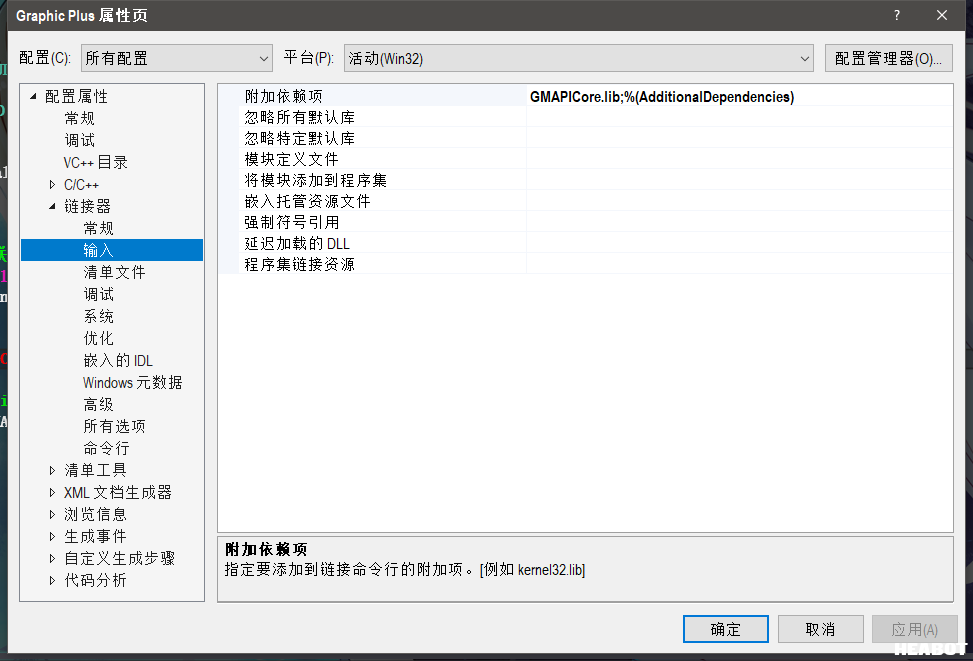 Graphic Plus 属性页
配置(C): 所有配置 平台(P): 活动(Win32) 配置管理器(O)...
配置属性
常规
调试
VC++ 目录
C/C++
链接器
常规
输入
清单文件
调试
系统
优化
嵌入的 IDL
Windows 元数据
高级
所有选项
命令行
清单工具
XML 文档生成器
浏览信息
生成事件
自定义生成步骤
代码分析
附加依赖项 GMAPICore.lib;%(AdditionalDependencies)
忽略所有默认库
忽略特定默认库
模块定义文件
将模块添加到程序集
嵌入托管资源文件
强制符号引用
延迟加载的 DLL
程序集链接资源
附加依赖项
指定要添加到链接命令行的附加项。[例如 kernel32.lib]
确定 取消 应用(A)